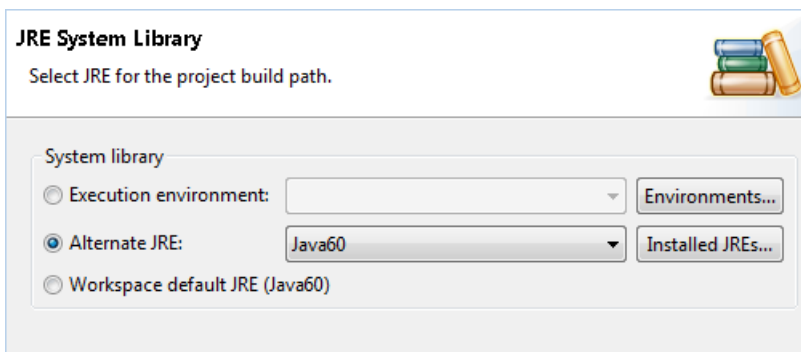 JRE System Library
Select JRE for the project build path.
System library
Execution environment:
Environments...
Alternate JRE:
Java60
Installed JREs...
Workspace default JRE (Java60)